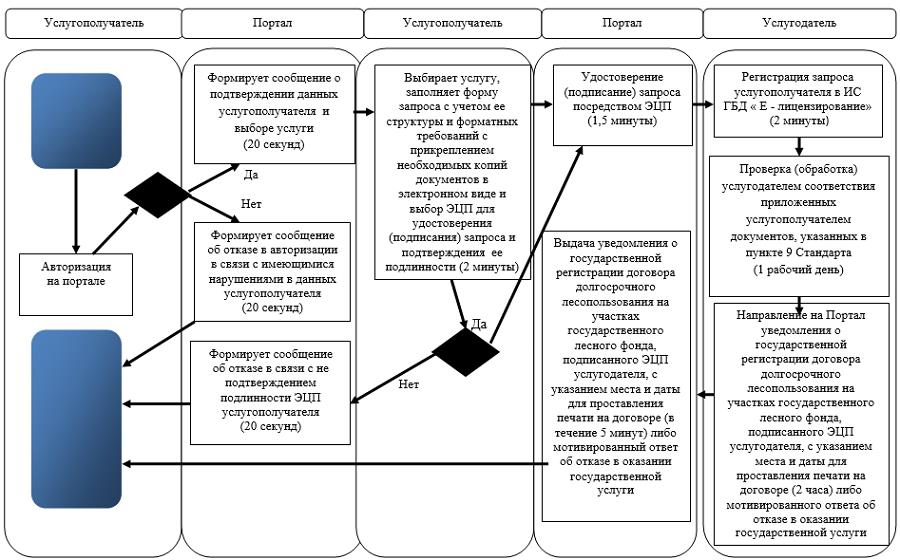 Услугополучатель
Портал
Услугополучатель
Портал
Услугодатель
Авторизация
на портале
Формирует сообщение о
подтверждении данных
услугополучателя и
выборе услуги
(20 секунд)
Да
Нет
Формирует сообщение
об отказе в авторизации
в связи с имеющимися
нарушениями в данных
услугополучателя
(20 секунд)
Формирует сообщение
об отказе в связи с не
подтверждением
подлинности ЭЦП
услугополучателя
(20 секунд)
Выбирает услугу,
заполняет форму
запроса с учетом ее
структуры и форматных
требований с
прикреплением
необходимых копий
документов в
электронном виде и
выбор ЭЦП для
удостоверения
(подписания) запроса и
подтверждения ее
подлинности (2 минуты)
Да
Нет
Удостоверение
(подписание) запроса
посредством ЭЦП
(1,5 минуты)
Выдача уведомления о
государственной
регистрации договора
долгосрочного
лесопользования на
участках
государственного
лесного фонда,
подписанного ЭЦП
услугодателя, с
указанием места и даты
для проставления
печати на договоре (в
течение 5 минут) либо
мотивированный ответ
об отказе в оказании
государственной
услуги
Регистрация запроса
услугополучателя в ИС
ГБД « Е - лицензирование»
(2 минуты)
Проверка (обработка)
услугодателем соответствия
приложенных
услугополучателем
документов, указанных в
пункте 9 Стандарта
(1 рабочий день)
Направление на Портал
уведомления о
государственной
регистрации договора
долгосрочного
лесопользования на
участках государственного
лесного фонда,
подписанного ЭЦП
услугодателя, с указанием
места и даты для
проставления печати на
договоре (2 часа) либо
мотивированного ответа об
отказе в оказании
государственной услуги